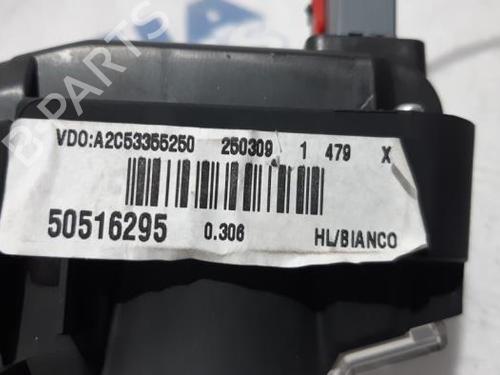 VDO:A2C53355250 250309 1 479 X
50516295 0.306 HL/BIANCO
B-PARTS